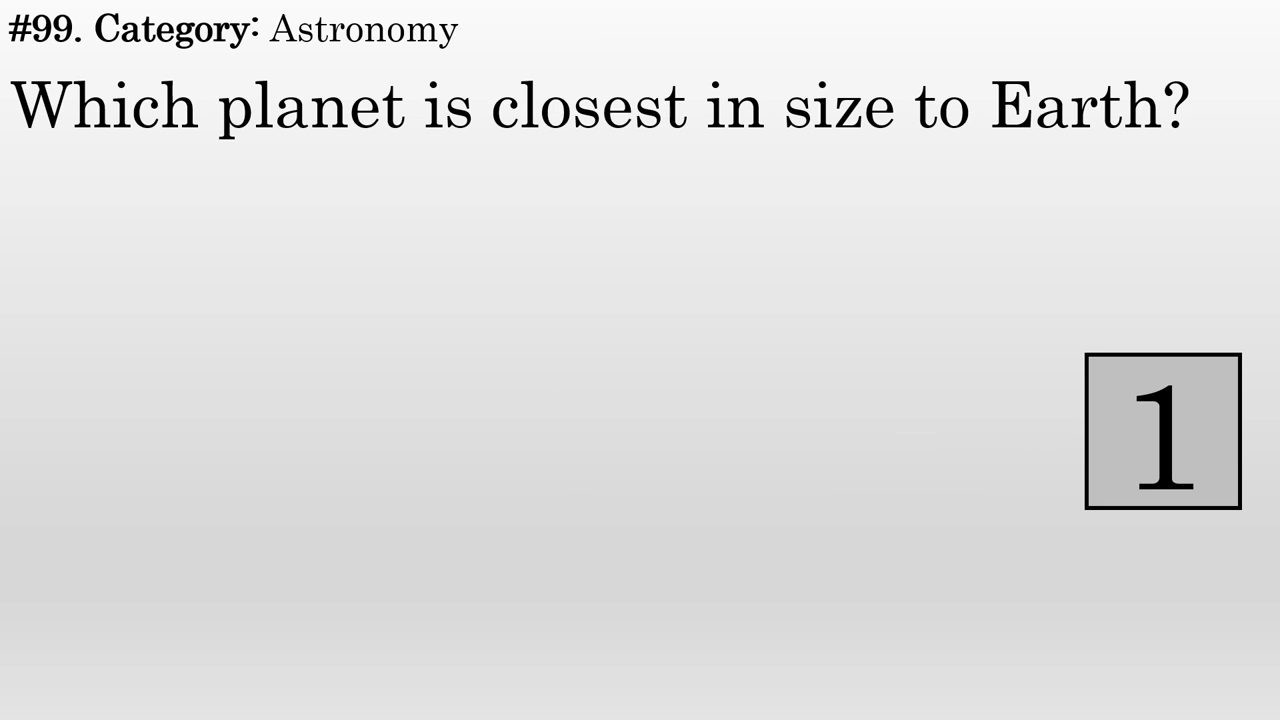 #99. Category: Astronomy
Which planet is closest in size to Earth?
1